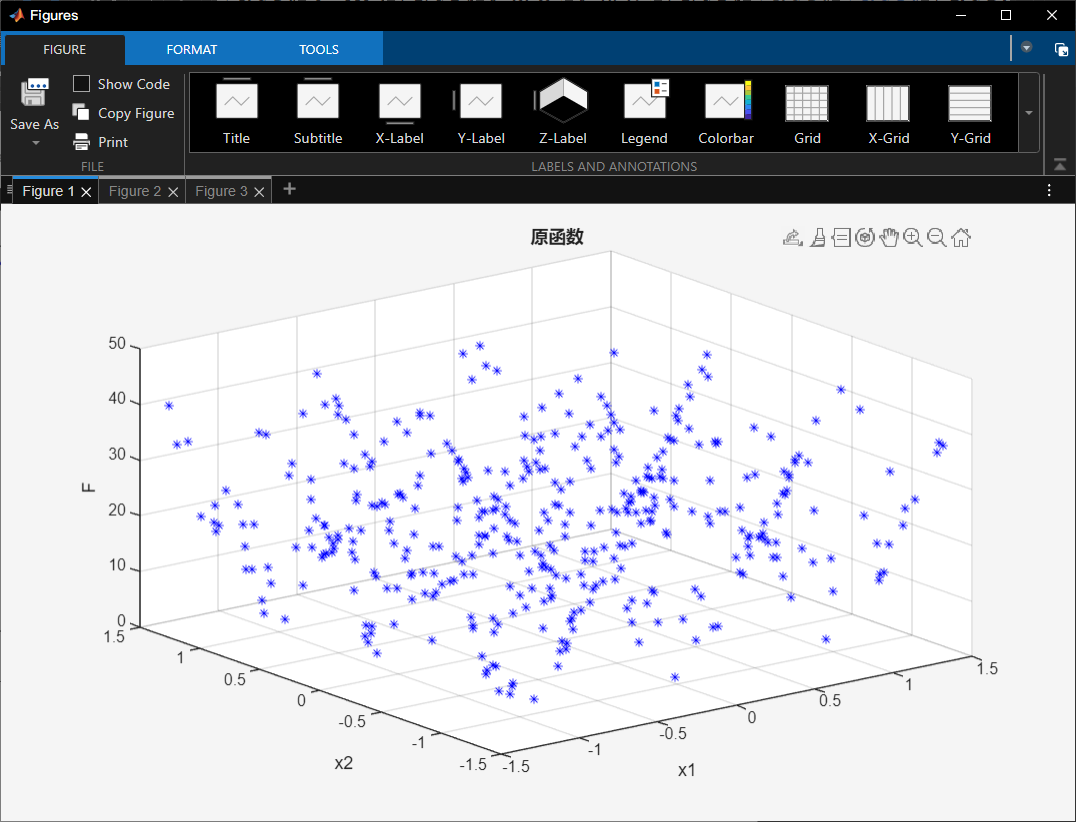 Figures
FIGURE FORMAT TOOLS
Show Code
Copy Figure
Print
Save As
Title Subtitle X-Label Y-Label Z-Label Legend Colorbar Grid X-Grid Y-Grid
FILE LABELS AND ANNOTATIONS
Figure 1 Figure 2 Figure 3
原函数
50
40
30
20
10
0
F
1.5
1
0.5
0
-0.5
-1
-1.5
x2
-1.5
-1
-0.5
0
0.5
1
1.5
x1